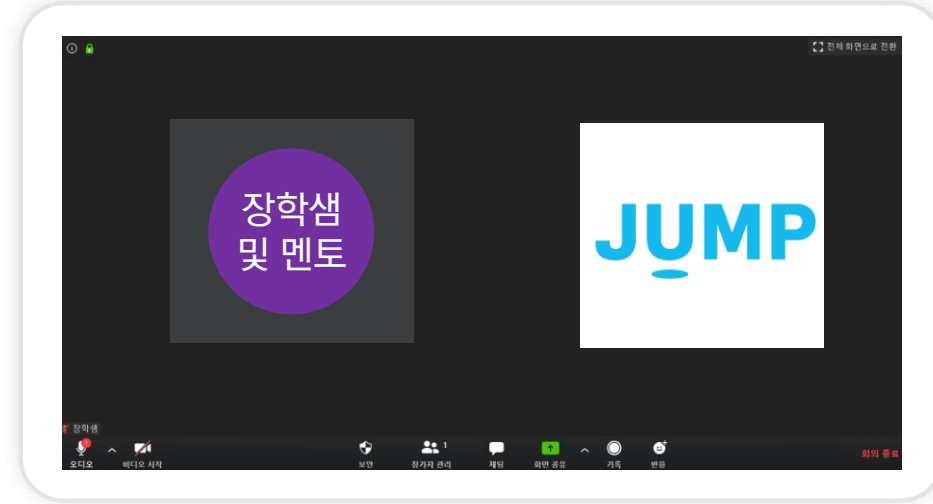 전체 화면으로 전환
장학샘
및 멘토
JUMP
장학샘
오디오
비디오 시작
보안
참가자 관리
1
채팅
화면 공유
기록
반응
회의 종료